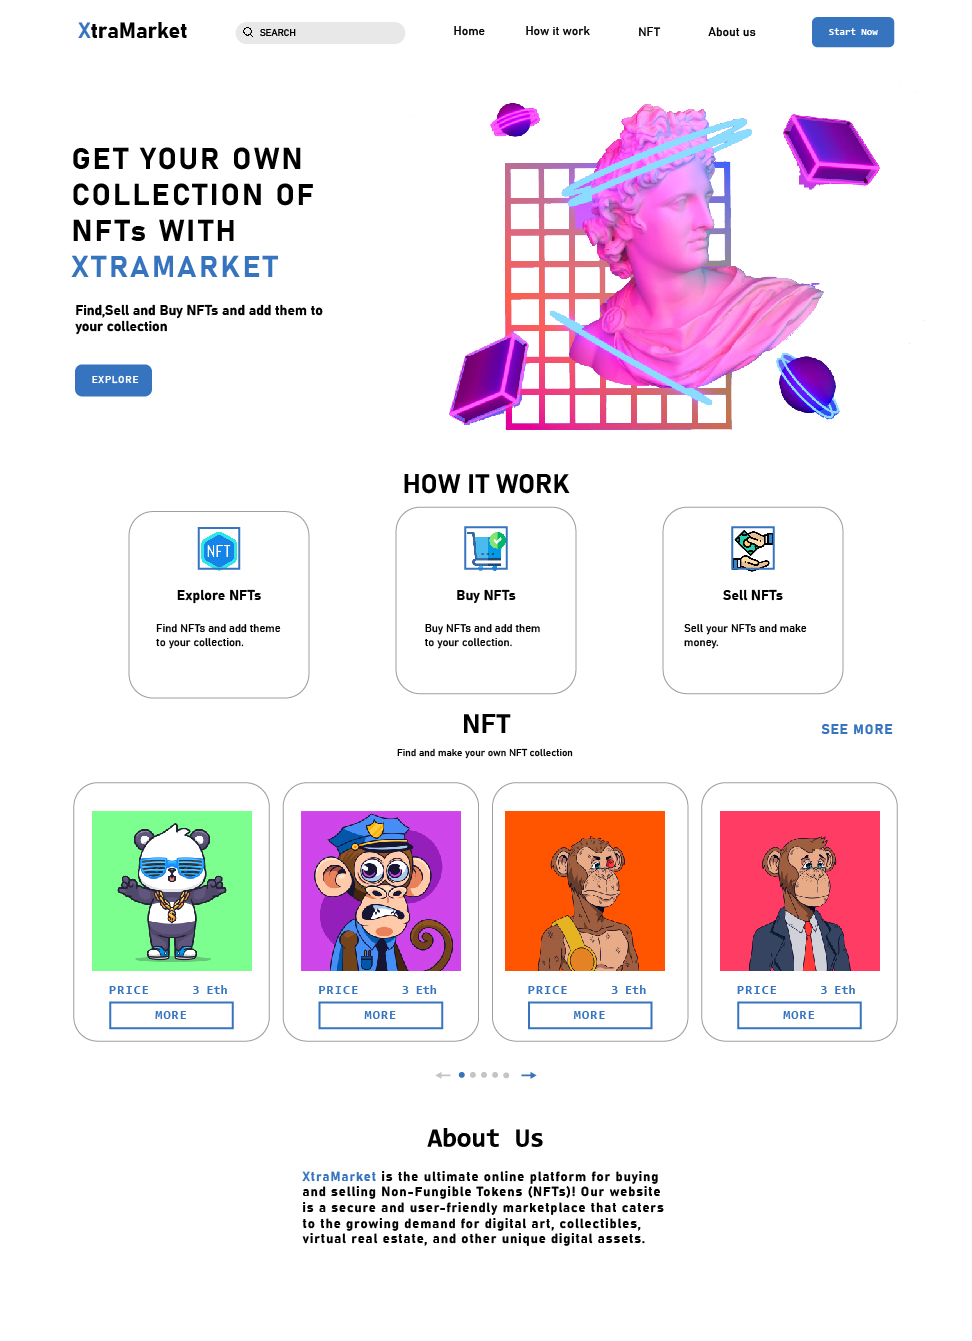 XtraMarket
SEARCH
Home
How it work
NFT
About us
Start Now
GET YOUR OWN
COLLECTION OF
NFTs WITH
XTRAMARKET
Find,Sell and Buy NFTs and add them to
your collection
EXPLORE
HOW IT WORK
NFT
Explore NFTs
Find NFTs and add theme
to your collection.
Buy NFTs
Buy NFTs and add them
to your collection.
Sell NFTs
Sell your NFTs and make
money.
NFT
SEE MORE
Find and make your own NFT collection
PRICE 3 Eth
MORE
PRICE 3 Eth
MORE
PRICE 3 Eth
MORE
PRICE 3 Eth
MORE
About Us
XtraMarket is the ultimate online platform for buying
and selling Non-Fungible Tokens (NFTs)! Our website
is a secure and user-friendly marketplace that caters
to the growing demand for digital art, collectibles,
virtual real estate, and other unique digital assets.